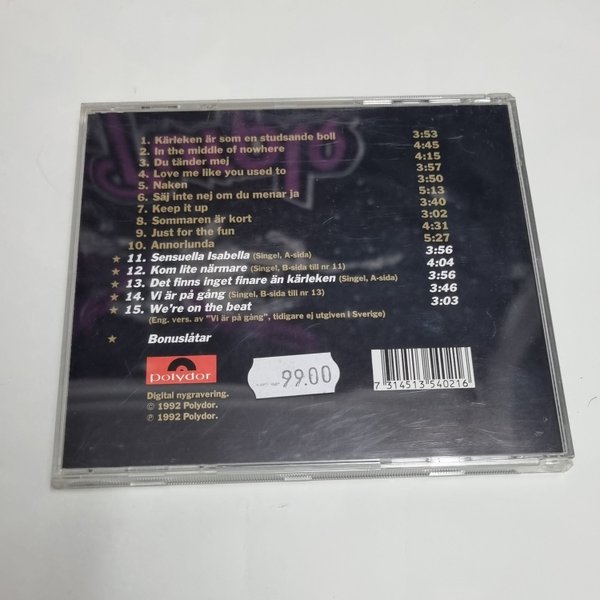 1. Kärleken är som en studsande boll 3:53
2. In the middle of nowhere 4:45
3. Du tänder mej 4:15
4. Love me like you used to 3:57
5. Naken 3:50
6. Säj inte nej om du menar ja 5:13
7. Keep it up 3:40
8. Sommaren är kort 3:02
9. Just for the fun 4:31
10. Annorlunda 5:27
★ 11. Sensuella Isabella (Singel, A-sida) 3:56
★ 12. Kom lite närmare (Singel, B-sida till nr 11) 4:04
★ 13. Det finns inget finare än kärleken (Singel, A-sida) 3:56
★ 14. Vi är på gång (Singel, B-sida till nr 13) 3:46
★ 15. We're on the beat 3:03
(Eng. vers. av "Vi är på gång", tidigare ej utgiven i Sverige)
★ Bonuslåtar
polydor
99.00
7 314513 540216
Digital nygravering.
© 1992 Polydor.
℗ 1992 Polydor.